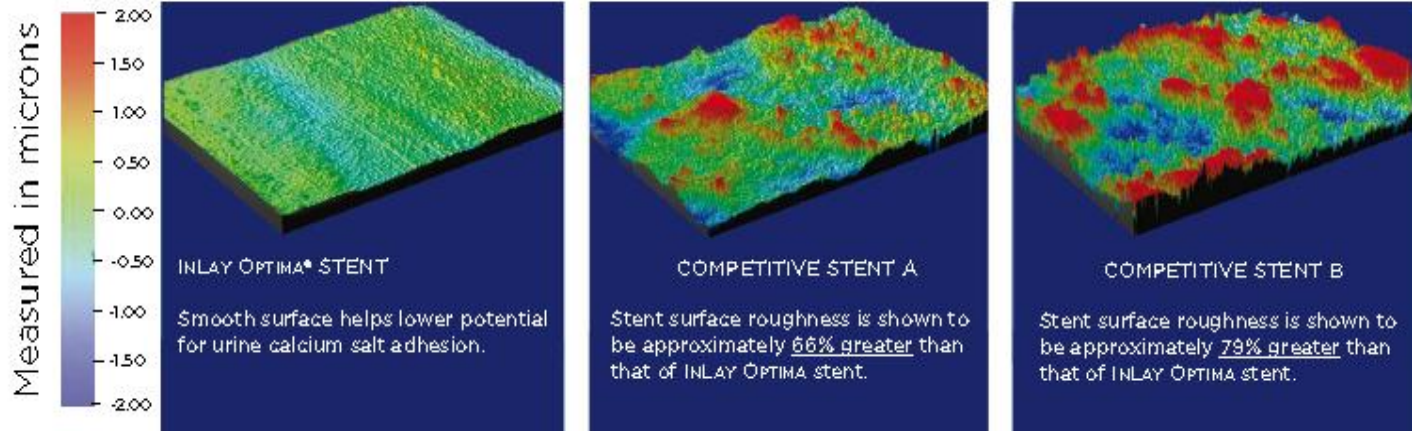 Measured in microns
2.00
1.50
1.00
0.50
0.00
-0.50
-1.00
-1.50
-2.00
INLAY OPTIMA® STENT
Smooth surface helps lower potential
for urine calcium salt adhesion.
COMPETITIVE STENT A
Stent surface roughness is shown to
be approximately 66% greater than
that of INLAY OPTIMA stent.
COMPETITIVE STENT B
Stent surface roughness is shown to
be approximately 79% greater than
that of INLAY OPTIMA stent.